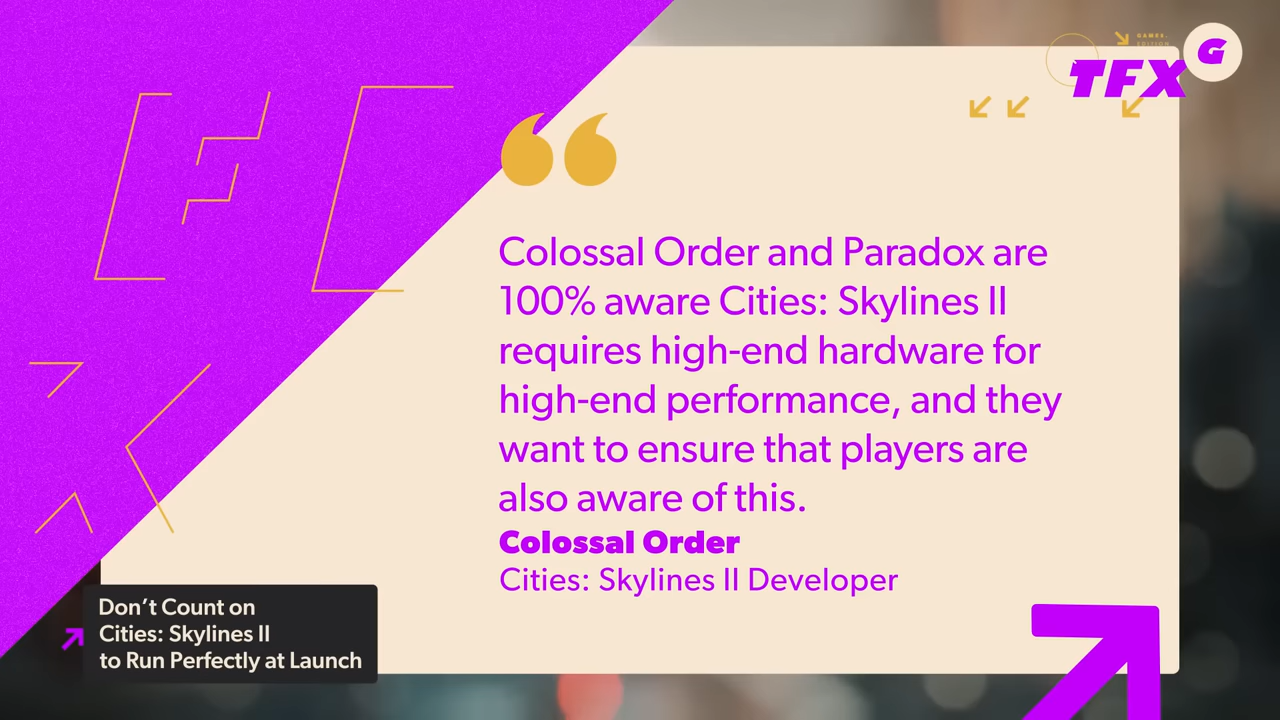 GAMES.
EDITION
TFX
G
Colossal Order and Paradox are
100% aware Cities: Skylines II
requires high-end hardware for
high-end performance, and they
want to ensure that players are
also aware of this.
Colossal Order
Cities: Skylines II Developer
Don’t Count on
Cities: Skylines II
to Run Perfectly at Launch